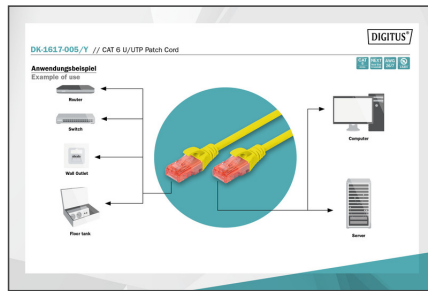 DIGITUS®
DK-1617-005/Y // CAT 6 U/UTP Patch Cord
Anwendungsbeispiel
Example of use
Router
Switch
Wall Outlet
Floor tank
Computer
Server